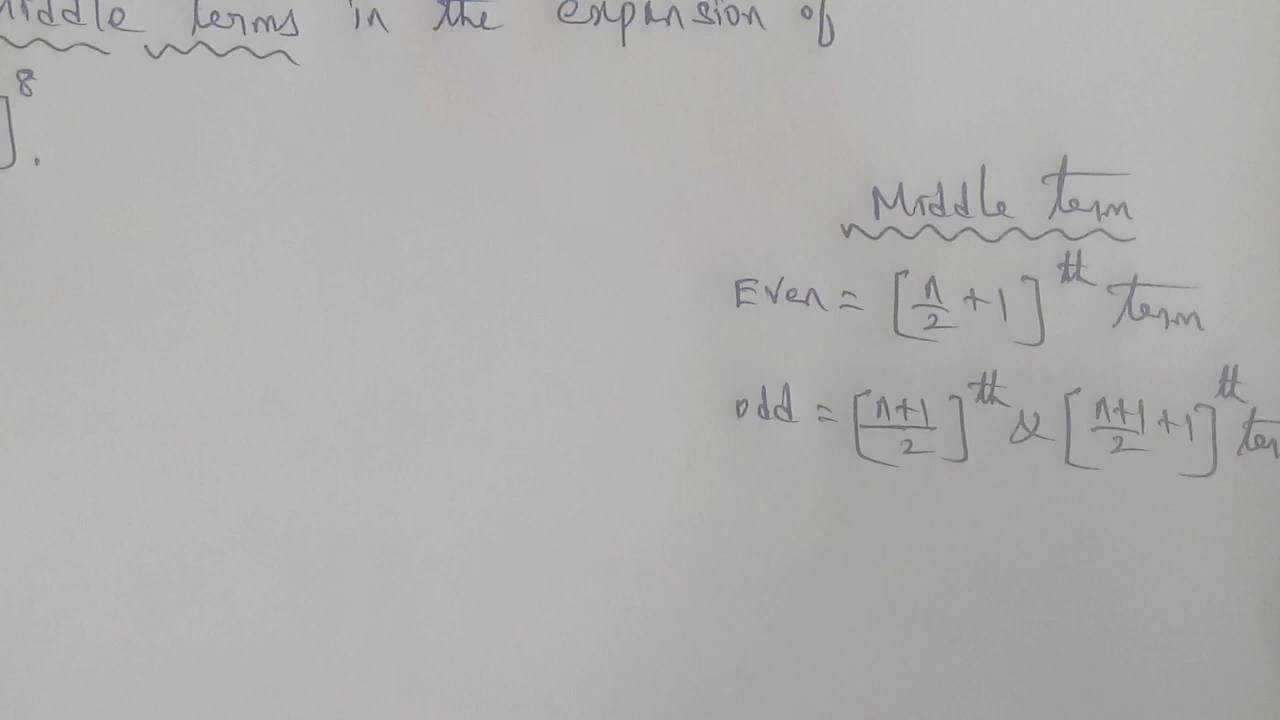 middle terms in the expansion of
]⁸.
Middle term
Even = [n/2 + 1]th term
odd = [n+1/2]th & [n+1/2 + 1]th ter